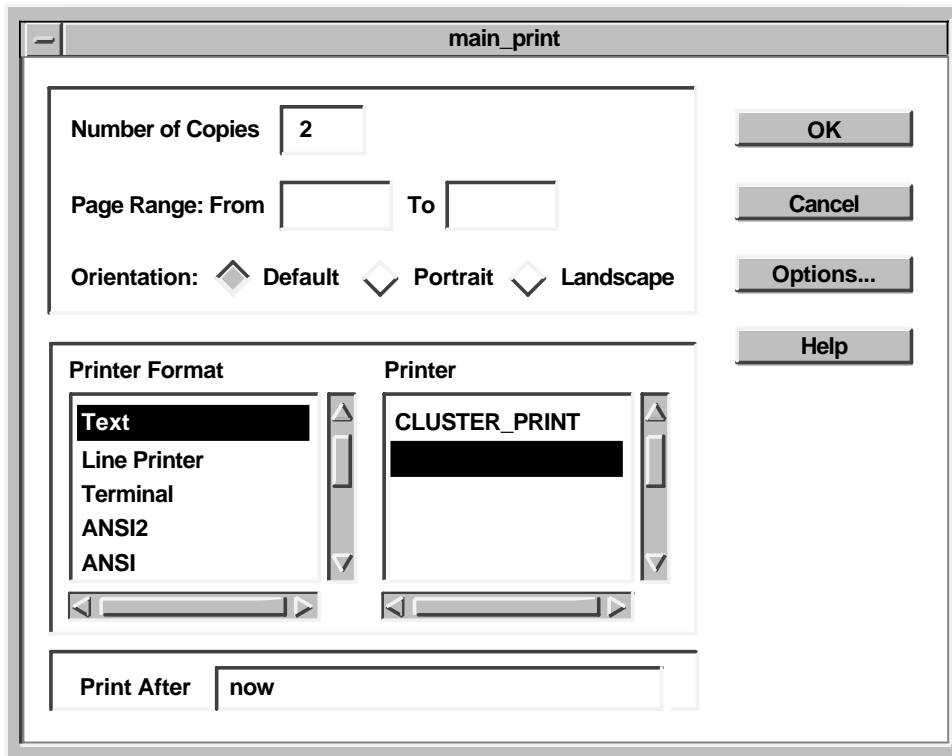 main_print
Number of Copies 2
OK
Page Range: From To
Cancel
Orientation: Default Portrait Landscape
Options...
Help
Printer Format
Printer
Text
CLUSTER_PRINT
Line Printer
Terminal
ANSI2
ANSI
Print After now